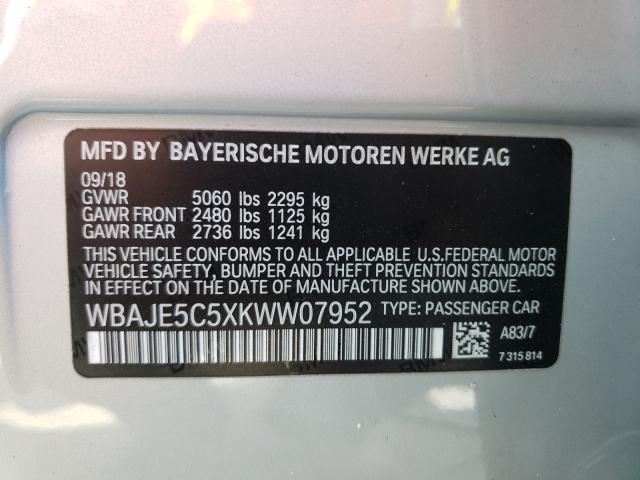 MFD BY BAYERISCHE MOTOREN WERKE AG
09/18
GVWR 5060 lbs 2295 kg
GAWR FRONT 2480 lbs 1125 kg
GAWR REAR 2736 lbs 1241 kg
THIS VEHICLE CONFORMS TO ALL APPLICABLE U.S.FEDERAL MOTOR
VEHICLE SAFETY, BUMPER AND THEFT PREVENTION STANDARDS
IN EFFECT ON THE DATE OF MANUFACTURE SHOWN ABOVE.
WBAJE5C5XKWW07952 TYPE: PASSENGER CAR
A83/7
7 315 814